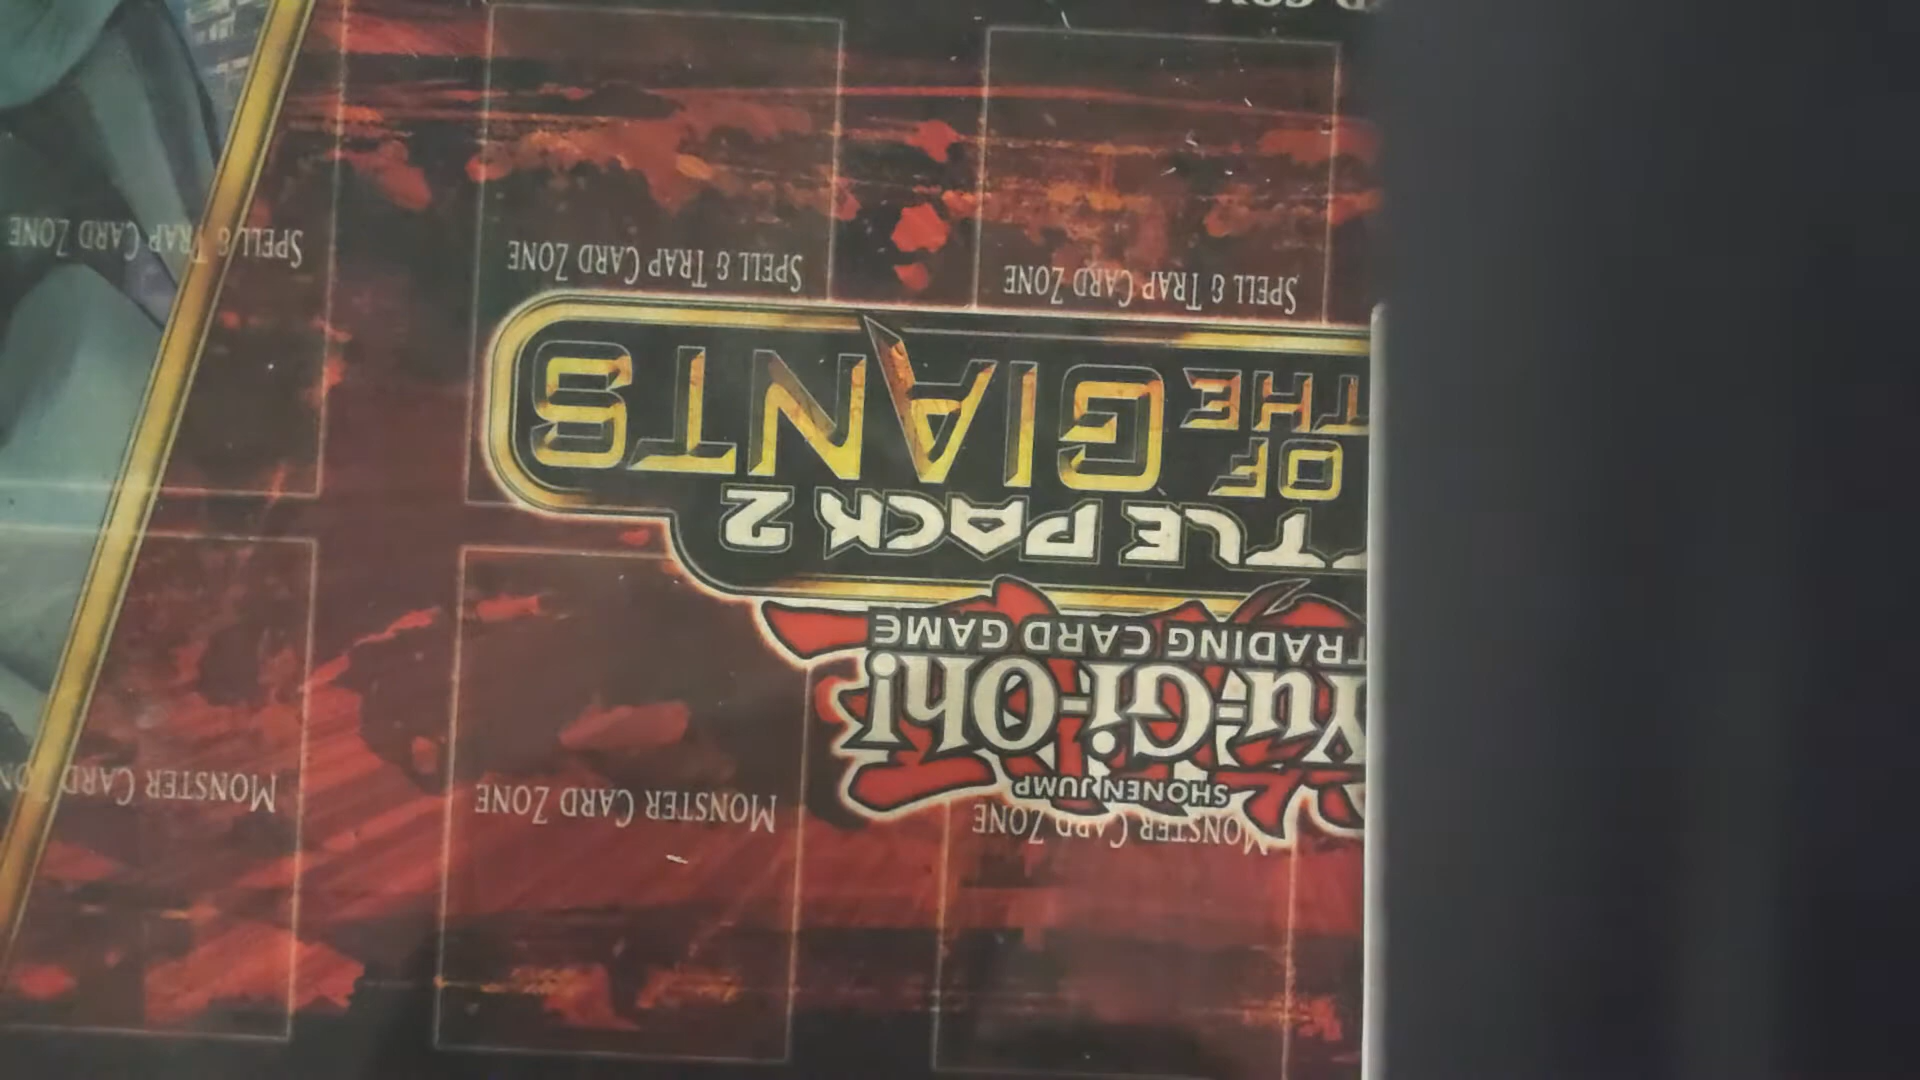 MONSTER CARD ZONE
MONSTER CARD ZONE
MONSTER CARD
SHONEN JUMP
Yu-Gi-Oh!
TRADING CARD GAME
TLE PACK 2
OF THE GIANTS
SPELL & TRAP CARD ZONE
SPELL & TRAP CARD ZONE
SPELL & TRAP CARD ZONE